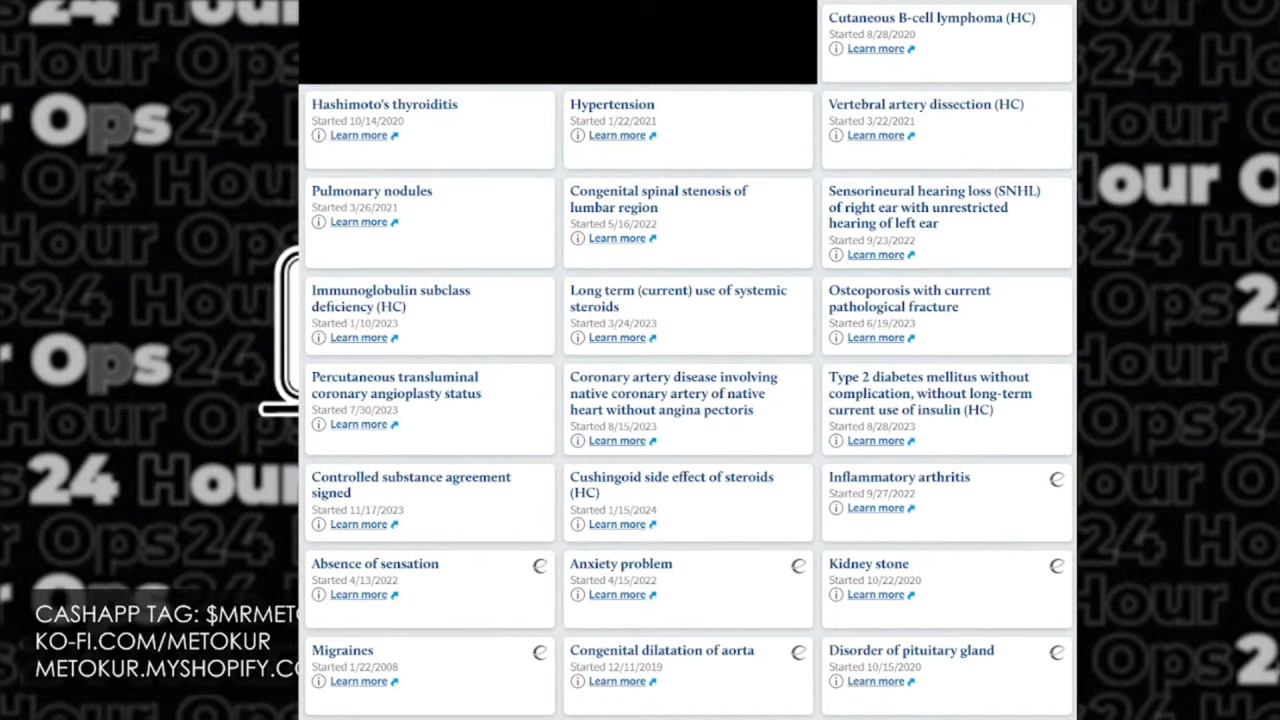 Cutaneous B-cell lymphoma (HC)
Started 8/28/2020
Learn more
Hashimoto's thyroiditis
Started 10/14/2020
Learn more
Hypertension
Started 1/22/2021
Learn more
Vertebral artery dissection (HC)
Started 3/22/2021
Learn more
Pulmonary nodules
Started 3/26/2021
Learn more
Congenital spinal stenosis of
lumbar region
Started 5/16/2022
Learn more
Sensorineural hearing loss (SNHL)
of right ear with unrestricted
hearing of left ear
Started 9/23/2022
Learn more
Immunoglobulin subclass
deficiency (HC)
Started 1/10/2023
Learn more
Long term (current) use of systemic
steroids
Started 3/24/2023
Learn more
Osteoporosis with current
pathological fracture
Started 6/19/2023
Learn more
Percutaneous transluminal
coronary angioplasty status
Started 7/30/2023
Learn more
Coronary artery disease involving
native coronary artery of native
heart without angina pectoris
Started 8/15/2023
Learn more
Type 2 diabetes mellitus without
complication, without long-term
current use of insulin (HC)
Started 8/28/2023
Learn more
Controlled substance agreement
signed
Started 11/17/2023
Learn more
Cushingoid side effect of steroids
(HC)
Started 1/15/2024
Learn more
Inflammatory arthritis
Started 9/27/2022
Learn more
Absence of sensation
Started 4/13/2022
Learn more
Anxiety problem
Started 4/15/2022
Learn more
Kidney stone
Started 10/22/2020
Learn more
Migraines
Started 1/22/2008
Learn more
Congenital dilatation of aorta
Started 12/11/2019
Learn more
Disorder of pituitary gland
Started 10/15/2020
Learn more
CASHAPP TAG: $MRMET
KO-FI.COM/METOKUR
METOKUR.MYSHOPIFY.CO
24 Hour
Hour Ops
Ops24
24 Hour
Ops24